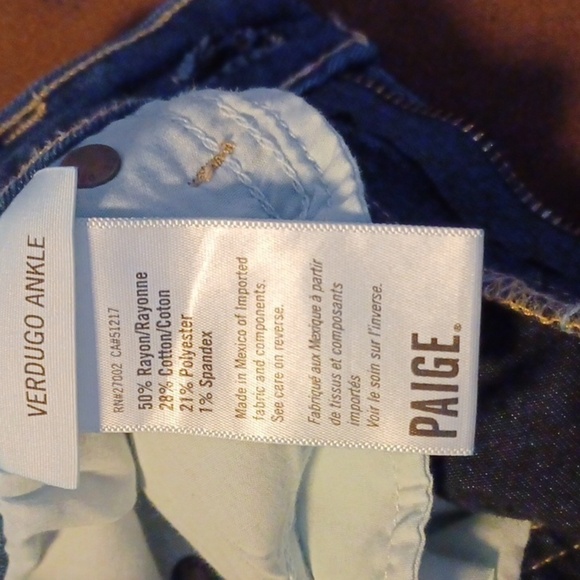 VERDUGO ANKLE
RN#27002 CA#51217
50% Rayon/Rayonne
28% Cotton/Coton
21% Polyester
1% Spandex
Made in Mexico of Imported
fabric and components.
See care on reverse.
Fabriqué aux Mexique à partir
de tissus et composants
importés
Voir le soin sur l'inverse.
PAIGE®